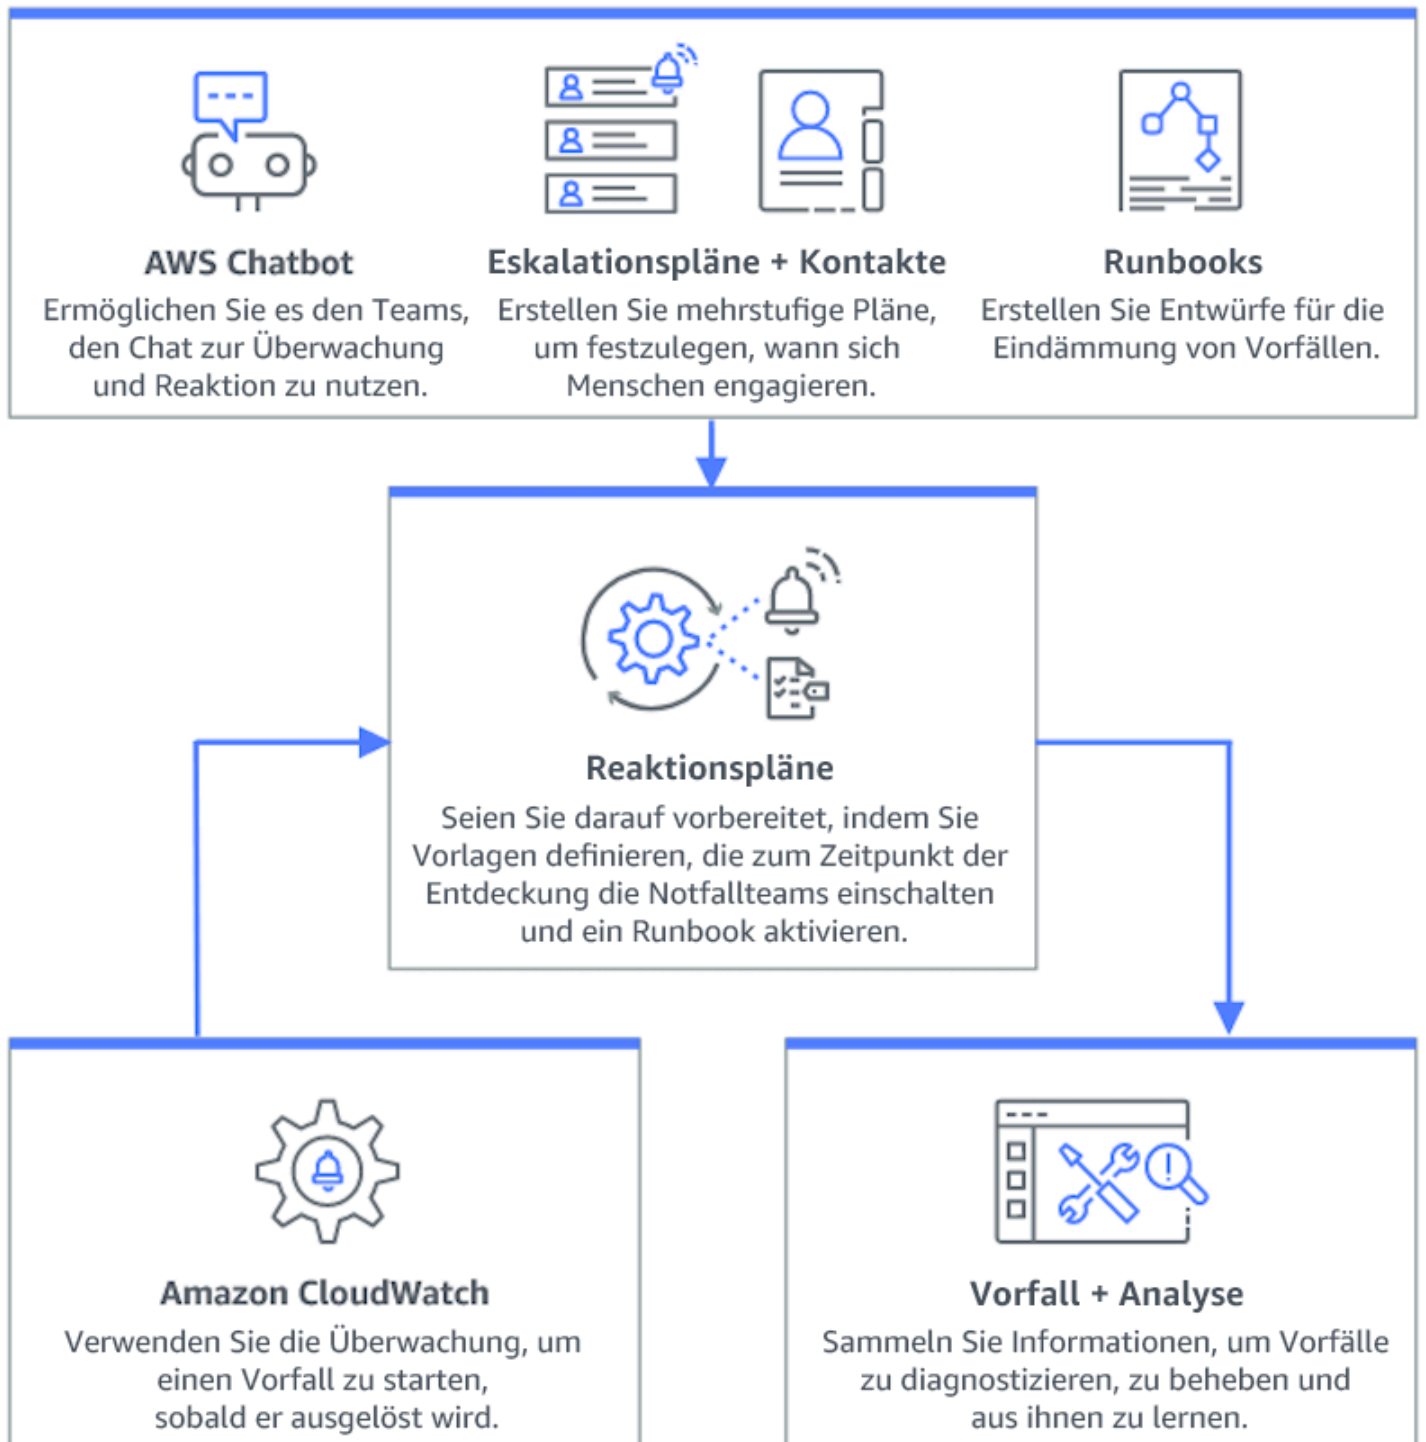 AWS Chatbot
Ermöglichen Sie es den Teams,
den Chat zur Überwachung
und Reaktion zu nutzen.
Eskalationspläne + Kontakte
Erstellen Sie mehrstufige Pläne,
um festzulegen, wann sich
Menschen engagieren.
Runbooks
Erstellen Sie Entwürfe für die
Eindämmung von Vorfällen.
Reaktionspläne
Seien Sie darauf vorbereitet, indem Sie
Vorlagen definieren, die zum Zeitpunkt der
Entdeckung die Notfallteams einschalten
und ein Runbook aktivieren.
Amazon CloudWatch
Verwenden Sie die Überwachung, um
einen Vorfall zu starten,
sobald er ausgelöst wird.
Vorfall + Analyse
Sammeln Sie Informationen, um Vorfälle
zu diagnostizieren, zu beheben und
aus ihnen zu lernen.